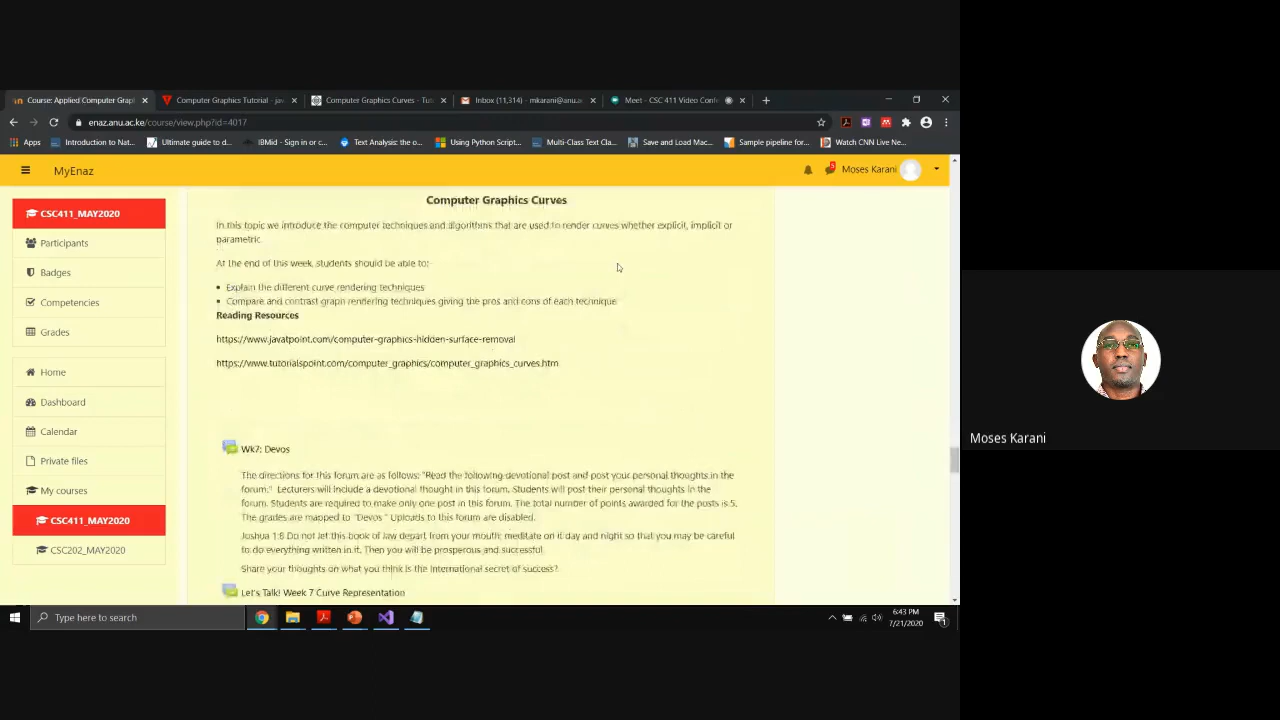 Course: Applied Computer Grap
Computer Graphics Tutorial - jav
Computer Graphics Curves - Tut
Inbox (11,314) - mkarani@anu.a
Meet - CSC 411 Video Conf
enaz.anu.ac.ke/course/view.php?id=4017
Apps
Introduction to Nat...
Ultimate guide to d...
IBMid - Sign in or c...
Text Analysis: the o...
Using Python Script...
Multi-Class Text Cla...
Save and Load Mac...
Sample pipeline for...
Watch CNN Live Ne...
MyEnaz
5
Moses Karani
CSC411_MAY2020
Participants
Badges
Competencies
Grades
Home
Dashboard
Calendar
Private files
My courses
CSC411_MAY2020
CSC202_MAY2020
Computer Graphics Curves
In this topic we introduce the computer techniques and algorithms that are used to render curves whether explicit, implicit or
parametric
At the end of this week, students should be able to:-
Explain the different curve rendering techniques
Compare and contrast graph rendering techniques giving the pros and cons of each technique
Reading Resources
https://www.javatpoint.com/computer-graphics-hidden-surface-removal
https://www.tutorialspoint.com/computer_graphics/computer_graphics_curves.htm
Wk7: Devos
The directions for this forum are as follows: "Read the following devotional post and post your personal thoughts in the
forum." Lecturers will include a devotional thought in this forum. Students will post their personal thoughts in the
forum. Students are required to make only one post in this forum. The total number of points awarded for the posts is 5.
The grades are mapped to "Devos." Uploads to this forum are disabled.
Joshua 1:8 Do not let this book of law depart from your mouth; meditate on it day and night so that you may be careful
to do everything written in it. Then you will be prosperous and successful
Share your thoughts on what you think is the International secret of success?
Let's Talk! Week 7 Curve Representation
Type here to search
6:43 PM
7/21/2020
1
Moses Karani